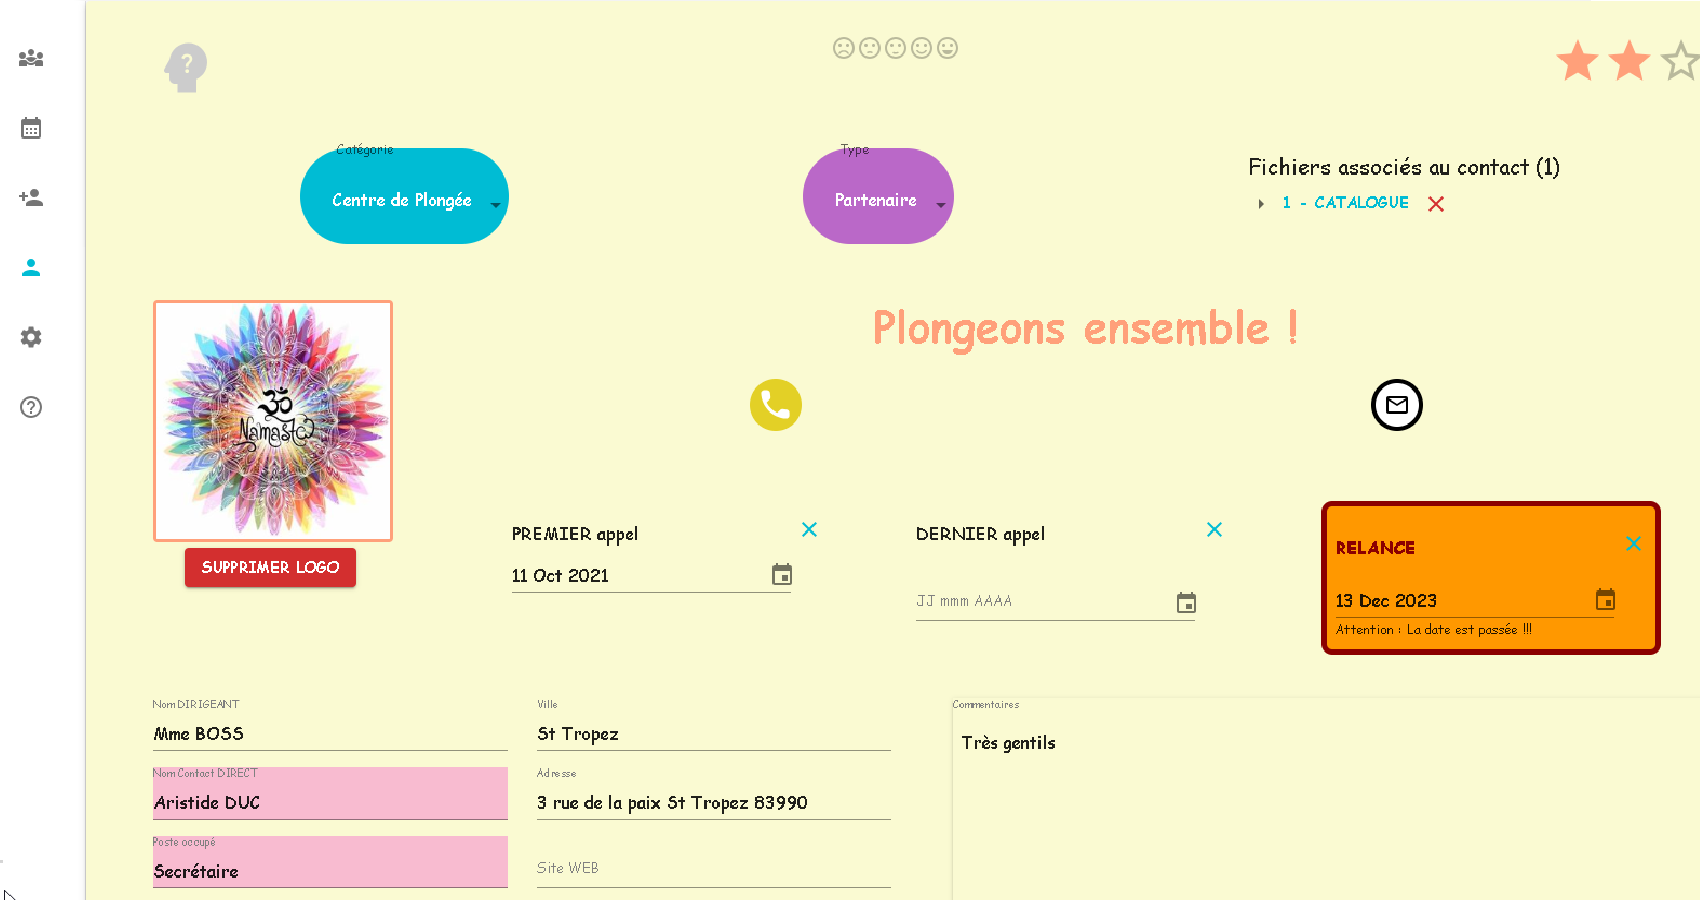 Catégorie
Centre de Plongée
Type
Partenaire
Fichiers associés au contact (1)
1 - CATALOGUE
Plongeons ensemble !
ॐ
Namaste
SUPPRIMER LOGO
PREMIER appel
11 Oct 2021
DERNIER appel
JJ mmm AAAA
RELANCE
13 Dec 2023
Attention : La date est passée !!!
Nom DIRIGEANT
Mme BOSS
Nom Contact DIRECT
Aristide DUC
Poste occupé
Secrétaire
Ville
St Tropez
Adresse
3 rue de la paix St Tropez 83990
Site WEB
Commentaires
Très gentils